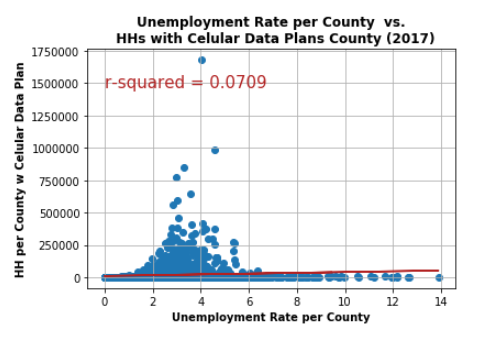 Unemployment Rate per County vs.
HHs with Celular Data Plans County (2017)
HH per County w Celular Data Plan
1750000
1500000
1250000
1000000
750000
500000
250000
0
r-squared = 0.0709
0 2 4 6 8 10 12 14
Unemployment Rate per County